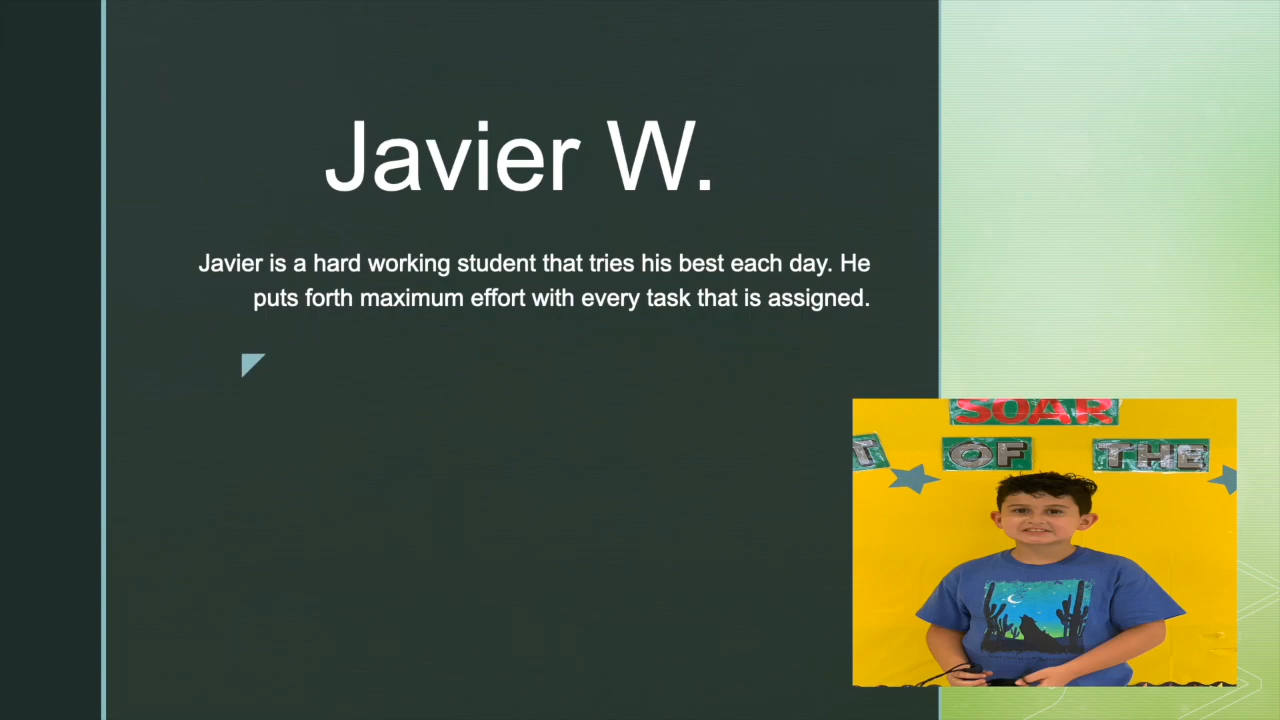 Javier W.
Javier is a hard working student that tries his best each day. He
puts forth maximum effort with every task that is assigned.
SOAR
T OF THE